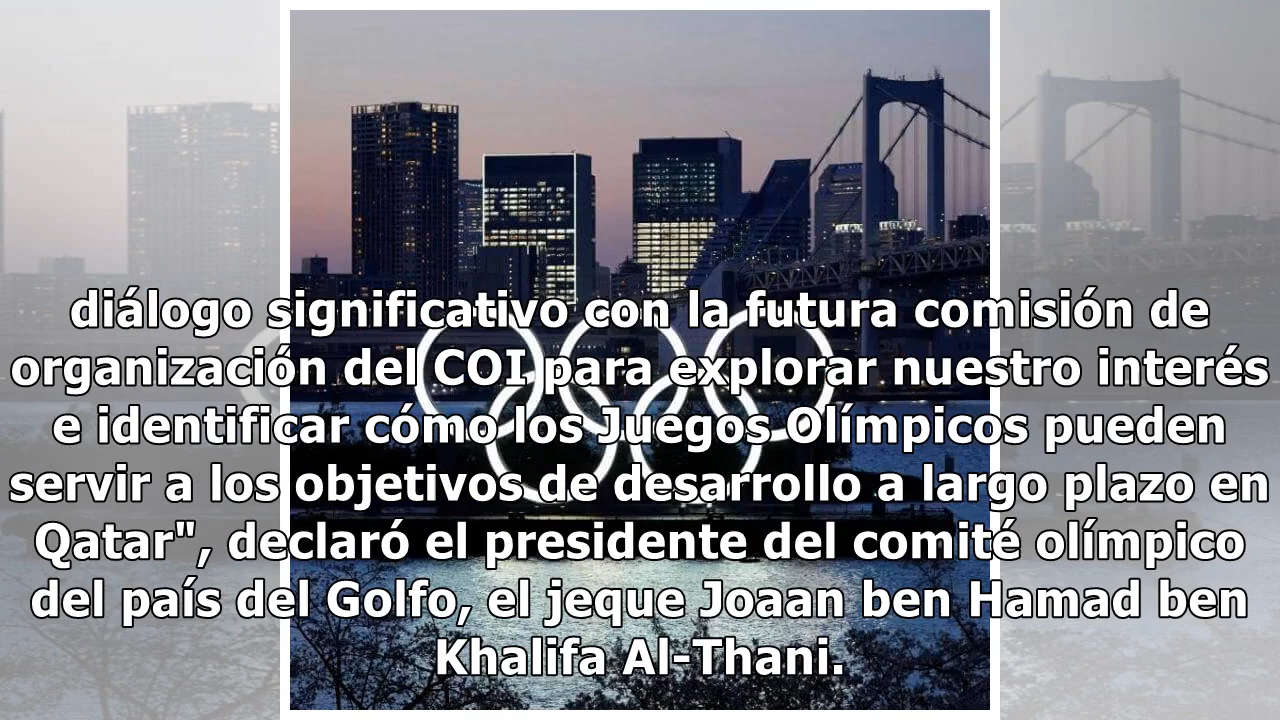 diálogo significativo con la futura comisión de
organización del COI para explorar nuestro interés
e identificar cómo los Juegos Olímpicos pueden
servir a los objetivos de desarrollo a largo plazo en
Qatar", declaró el presidente del comité olímpico
del país del Golfo, el jeque Joaan ben Hamad ben
Khalifa Al-Thani.